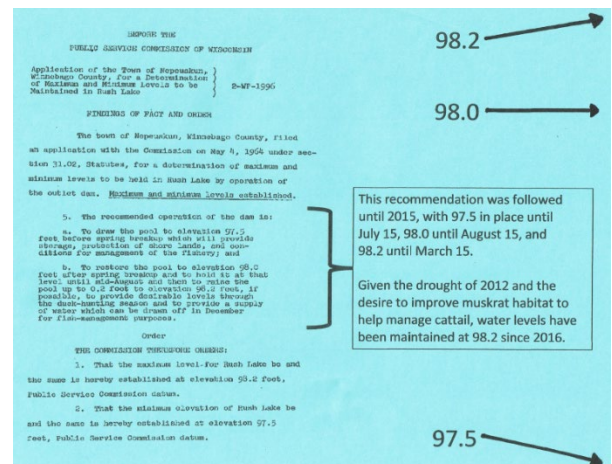 BEFORE THE
PUBLIC SERVICE COMMISSION OF WISCONSIN
Application of the Town of Nepeuskun,
Winnebago County, for a Determination
of Maximum and Minimum Levels to be
Maintained in Rush Lake
2-WP-1996
FINDINGS OF FACT AND ORDER
The town of Nepeuskun, Winnebago County, filed
an application with the Commission on May 4, 1964 under sec-
tion 31.02, Statutes, for a determination of maximum and
minimum levels to be held in Rush Lake by operation of
the outlet dam. Maximum and minimum levels established.
5. The recommended operation of the dam is:
a. To draw the pool to elevation 97.5
feet before spring breakup which will provide
storage, protection of shore lands, and con-
ditions for management of the fishery; and
b. To restore the pool to elevation 98.0
feet after spring breakup and to hold it at that
level until mid-August and then to raise the
pool up to 0.2 foot to elevation 98.2 feet, if
possible, to provide desirable levels through
the duck-hunting season and to provide a supply
of water which can be drawn off in December
for fish-management purposes.
Order
THE COMMISSION THEREFORE ORDERS:
1. That the maximum level for Rush Lake be and
the same is hereby established at elevation 98.2 feet,
Public Service Commission datum.
2. That the minimum elevation of Rush Lake be
and the same is hereby established at elevation 97.5
feet, Public Service Commission datum.
98.2
98.0
This recommendation was followed
until 2015, with 97.5 in place until
July 15, 98.0 until August 15, and
98.2 until March 15.
Given the drought of 2012 and the
desire to improve muskrat habitat to
help manage cattail, water levels have
been maintained at 98.2 since 2016.
97.5